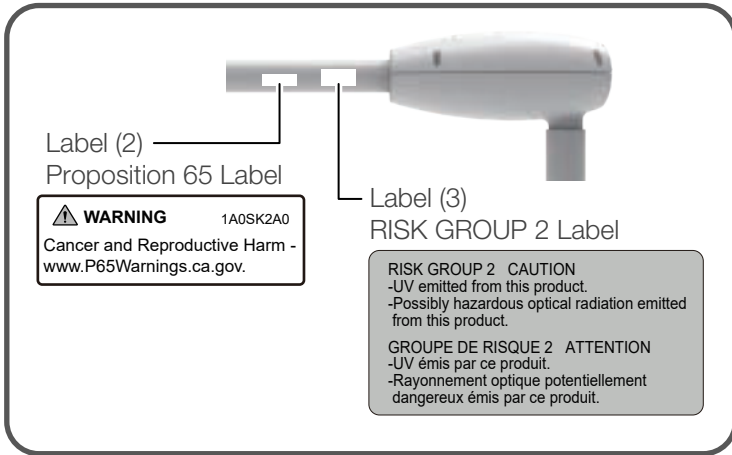 Label (2)
Proposition 65 Label
WARNING 1A0SK2A0
Cancer and Reproductive Harm -
www.P65Warnings.ca.gov.
Label (3)
RISK GROUP 2 Label
RISK GROUP 2 CAUTION
-UV emitted from this product.
-Possibly hazardous optical radiation emitted
from this product.
GROUPE DE RISQUE 2 ATTENTION
-UV émis par ce produit.
-Rayonnement optique potentiellement
dangereux émis par ce produit.